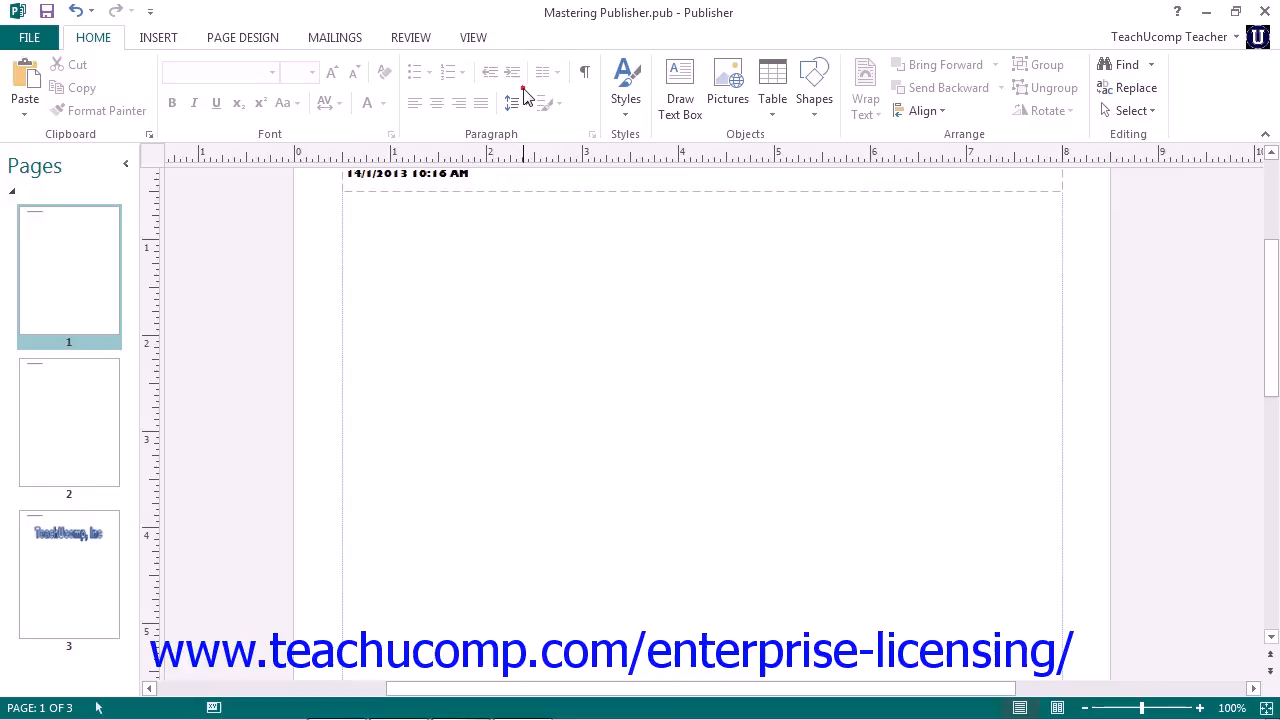 Mastering Publisher.pub - Publisher
FILE HOME INSERT PAGE DESIGN MAILINGS REVIEW VIEW TeachUcomp Teacher
Paste
Cut
Copy
Format Painter
Clipboard
Font
Paragraph
Styles
Styles
Draw Text Box
Pictures
Table
Shapes
Objects
Wrap Text
Bring Forward
Send Backward
Align
Group
Ungroup
Rotate
Arrange
Find
Replace
Select
Editing
Pages
14/1/2013 10:16 AM
1
2
TeachUcomp, Inc
3
www.teachucomp.com/enterprise-licensing/
PAGE: 1 OF 3 100%